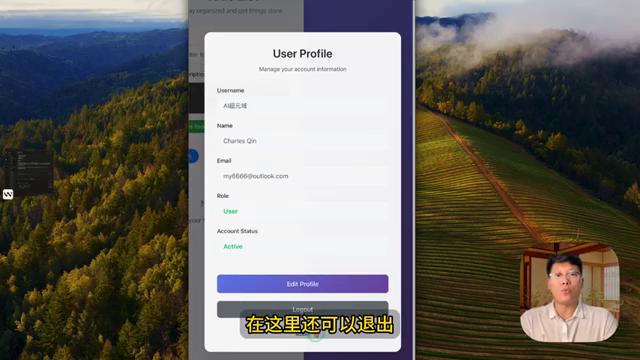 stay organized and get things done
User Profile
Manage your account information
Username
AI超元域
Name
Charles Qin
Email
my6666@outlook.com
Role
User
Account Status
Active
Edit Profile
Logout
在这里还可以退出